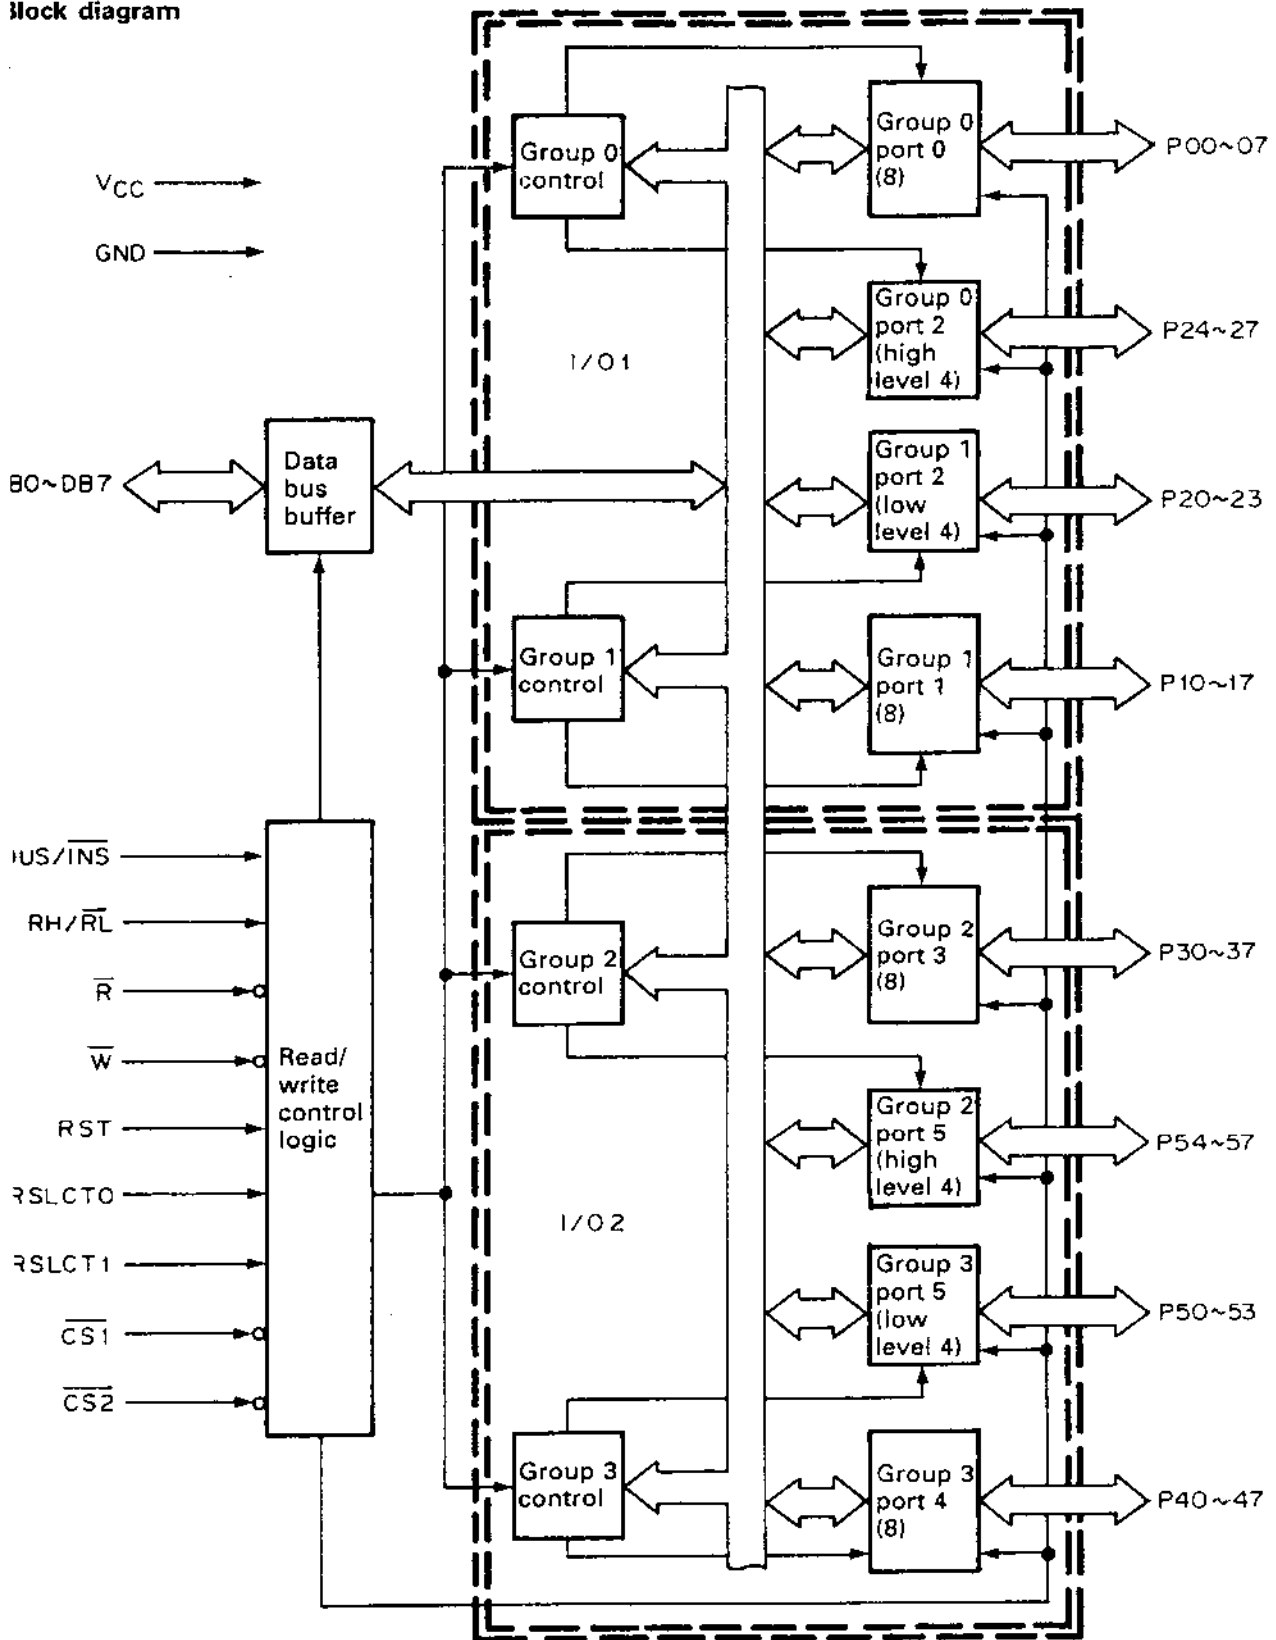 Block diagram
VCC
GND
B0~DB7
Data
bus
buffer
US/INS
RH/RL
R
W
RST
RSLCT0
RSLCT1
CS1
CS2
Read/
write
control
logic
I/O1
Group 0
control
Group 1
control
Group 0
port 0
(8)
Group 0
port 2
(high
level 4)
Group 1
port 2
(low
level 4)
Group 1
port 1
(8)
P00~07
P24~27
P20~23
P10~17
I/O2
Group 2
control
Group 3
control
Group 2
port 3
(8)
Group 2
port 5
(high
level 4)
Group 3
port 5
(low
level 4)
Group 3
port 4
(8)
P30~37
P54~57
P50~53
P40~47